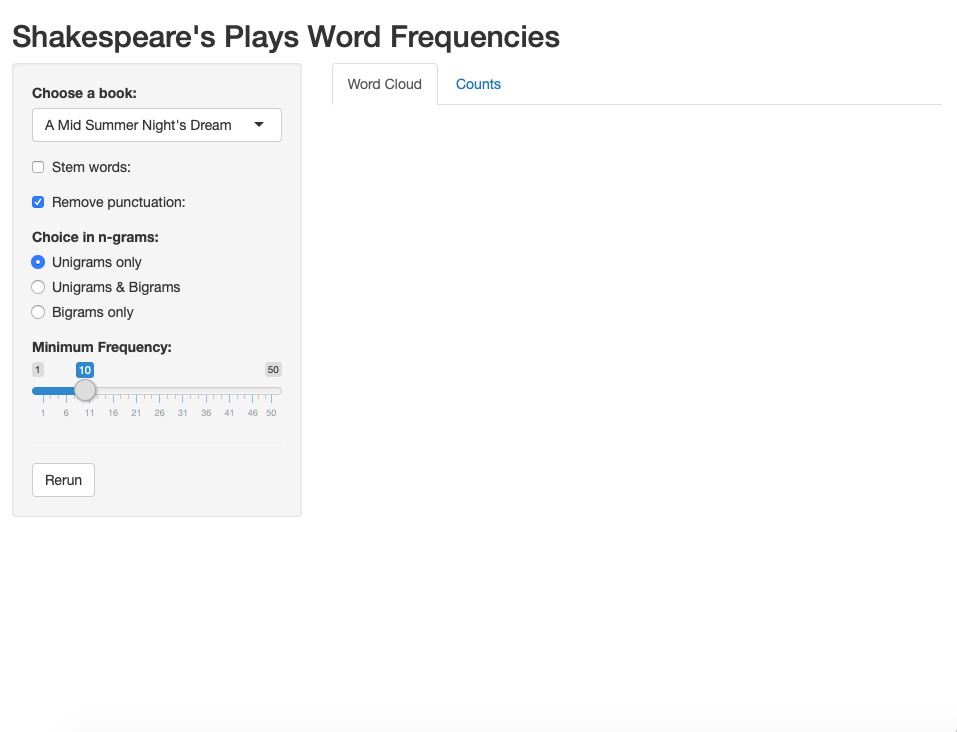 Shakespeare's Plays Word Frequencies
Choose a book:
A Mid Summer Night's Dream
Stem words:
Remove punctuation:
Choice in n-grams:
Unigrams only
Unigrams & Bigrams
Bigrams only
Minimum Frequency:
1 10 50
1 6 11 16 21 26 31 36 41 46 50
Rerun
Word Cloud Counts